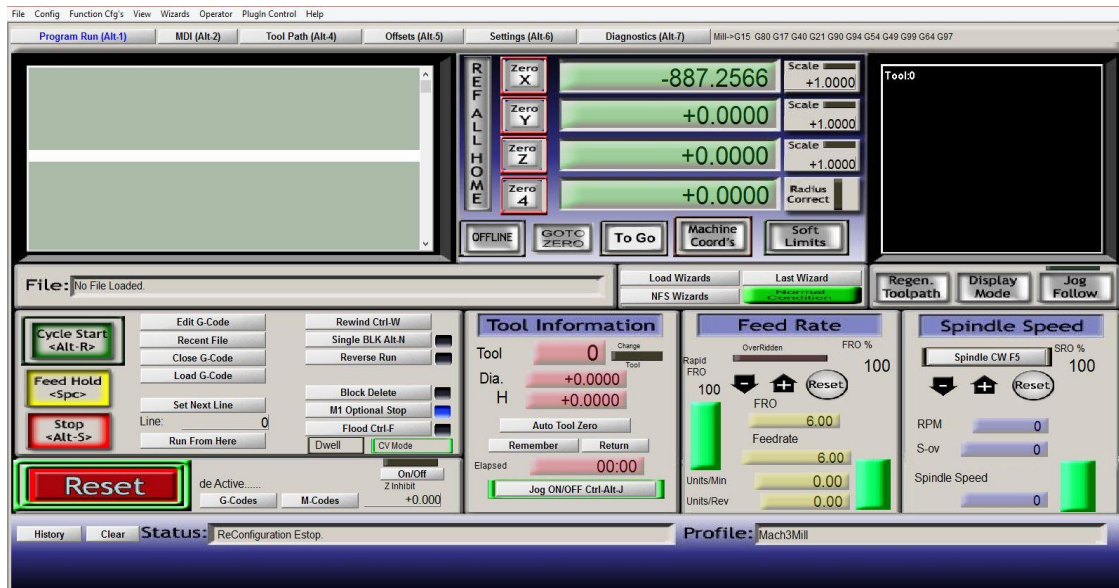 File Config Function Cfg's View Wizards Operator PlugIn Control Help
Program Run (Alt-1) MDI (Alt-2) Tool Path (Alt-4) Offsets (Alt-5) Settings (Alt-6) Diagnostics (Alt-7) Mill->G15 G80 G17 G40 G21 G90 G94 G54 G49 G99 G64 G97
REF ALL HOME
Zero X -887.2566 Scale +1.0000
Zero Y +0.0000 Scale +1.0000
Zero Z +0.0000 Scale +1.0000
Zero 4 +0.0000 Radius Correct
OFFLINE GOTO ZERO To Go Machine Coord's Soft Limits
Tool:0
File: No File Loaded.
Load Wizards Last Wizard
NFS Wizards Normal Condition
Regen. Toolpath Display Mode Jog Follow
Cycle Start <Alt-R>
Feed Hold <Spc>
Stop <Alt-S>
Edit G-Code
Recent File
Close G-Code
Load G-Code
Set Next Line
Line: 0
Run From Here
Rewind Ctrl-W
Single BLK Alt-N
Reverse Run
Block Delete
M1 Optional Stop
Flood Ctrl-F
Dwell CV Mode
Reset
de Active......
G-Codes M-Codes
On/Off
Z Inhibit
+0.000
Tool Information
Tool 0 Change Tool
Dia. +0.0000
H +0.0000
Auto Tool Zero
Remember Return
Elapsed 00:00
Jog ON/OFF Ctrl-Alt-J
Feed Rate
OverRidden FRO %
Rapid FRO 100 Reset 100
FRO
6.00
Feedrate
6.00
Units/Min 0.00
Units/Rev 0.00
Spindle Speed
Spindle CW F5 SRO %
100
Reset
RPM 0
S-ov 0
Spindle Speed
0
History Clear Status: ReConfiguration Estop. Profile: Mach3Mill